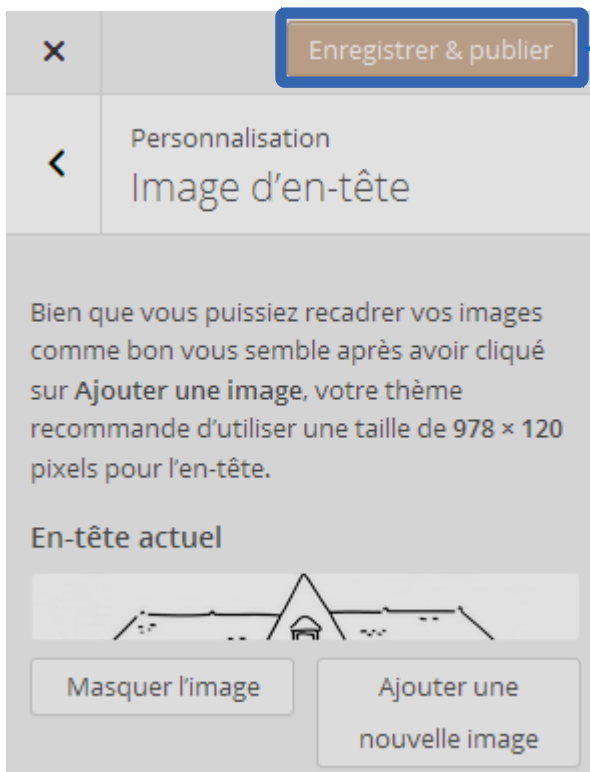 Enregistrer & publier
Personnalisation
Image d’en-tête
Bien que vous puissiez recadrer vos images
comme bon vous semble après avoir cliqué
sur Ajouter une image, votre thème
recommande d’utiliser une taille de 978 × 120
pixels pour l’en-tête.
En-tête actuel
Masquer l’image
Ajouter une
nouvelle image